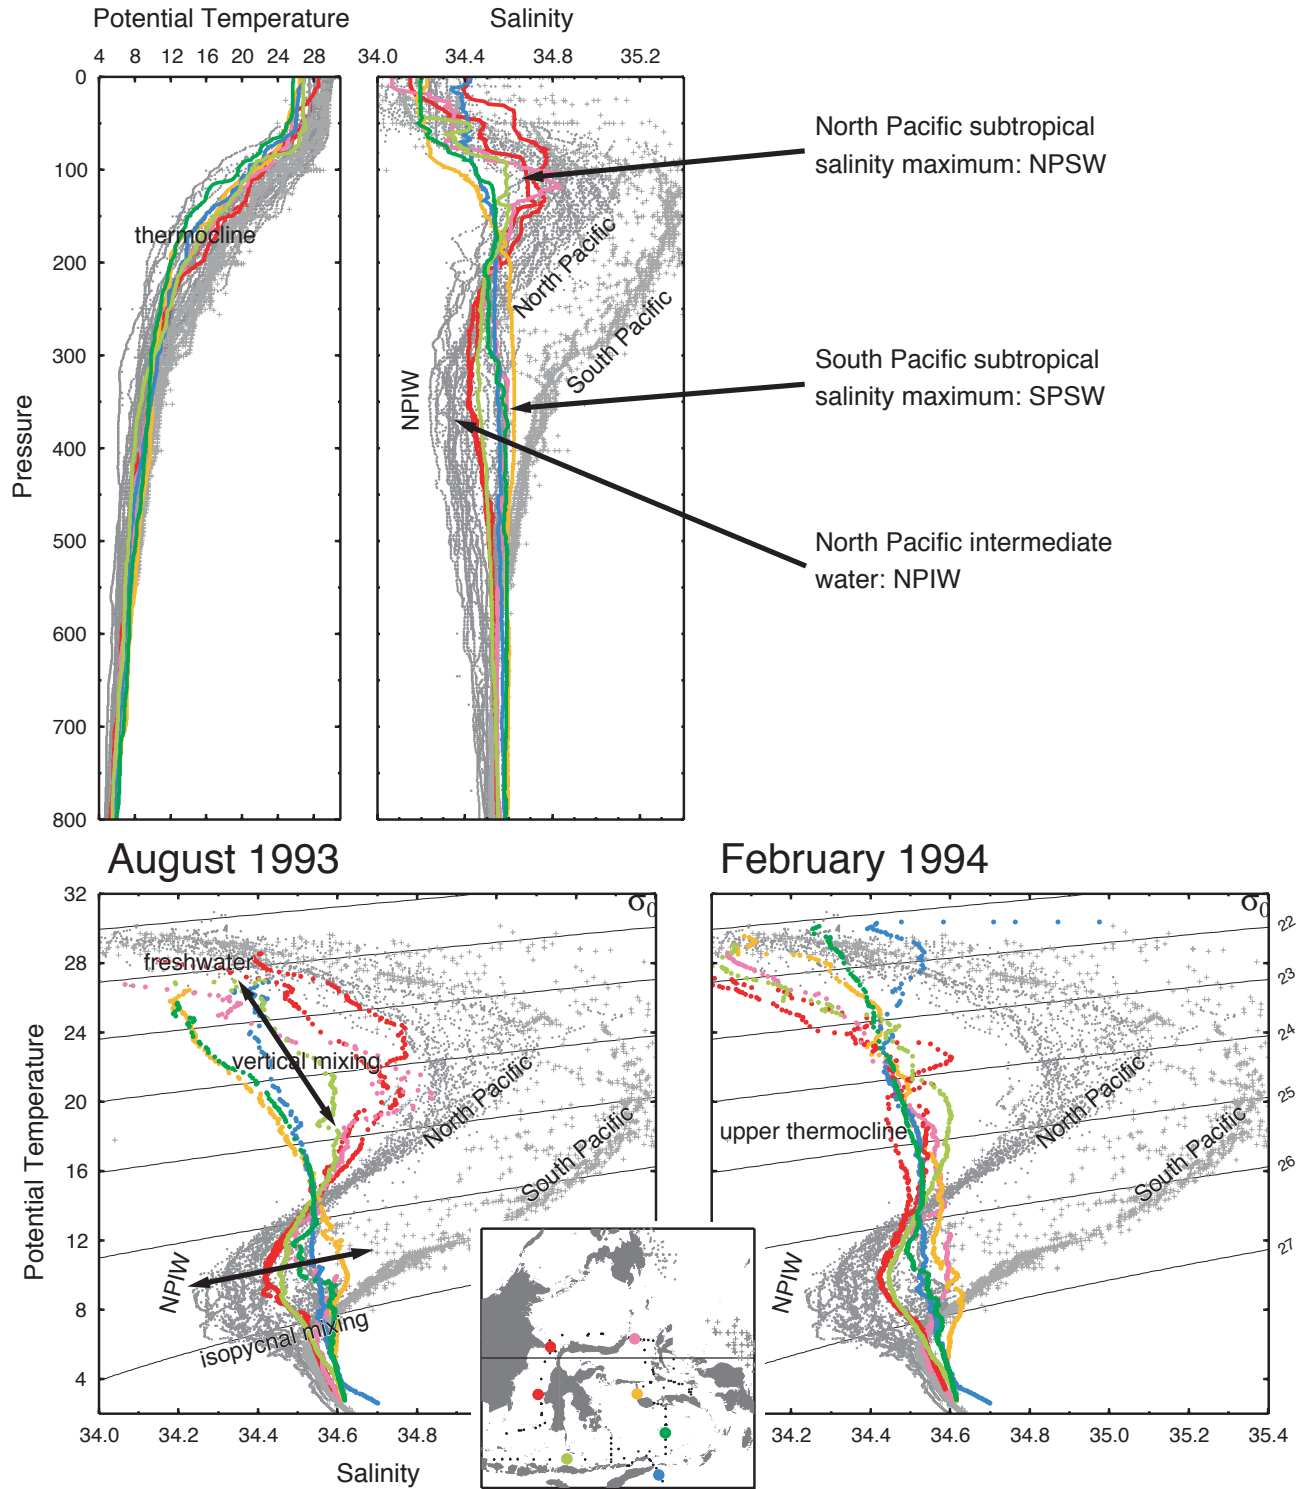 Potential Temperature
Salinity
4 8 12 16 20 24 28
34.0 34.4 34.8 35.2
0
100
200
300
400
500
600
700
800
Pressure
thermocline
North Pacific
South Pacific
NPIW
North Pacific subtropical
salinity maximum: NPSW
South Pacific subtropical
salinity maximum: SPSW
North Pacific intermediate
water: NPIW
August 1993
February 1994
32
28
24
20
16
12
8
4
Potential Temperature
σ0
freshwater
vertical mixing
North Pacific
South Pacific
NPIW
isopycnal mixing
34.0 34.2 34.4 34.6 34.8
Salinity
σ0
22
23
24
25
26
27
upper thermocline
North Pacific
South Pacific
NPIW
34.2 34.4 34.6 34.8 35.0 35.2 35.4